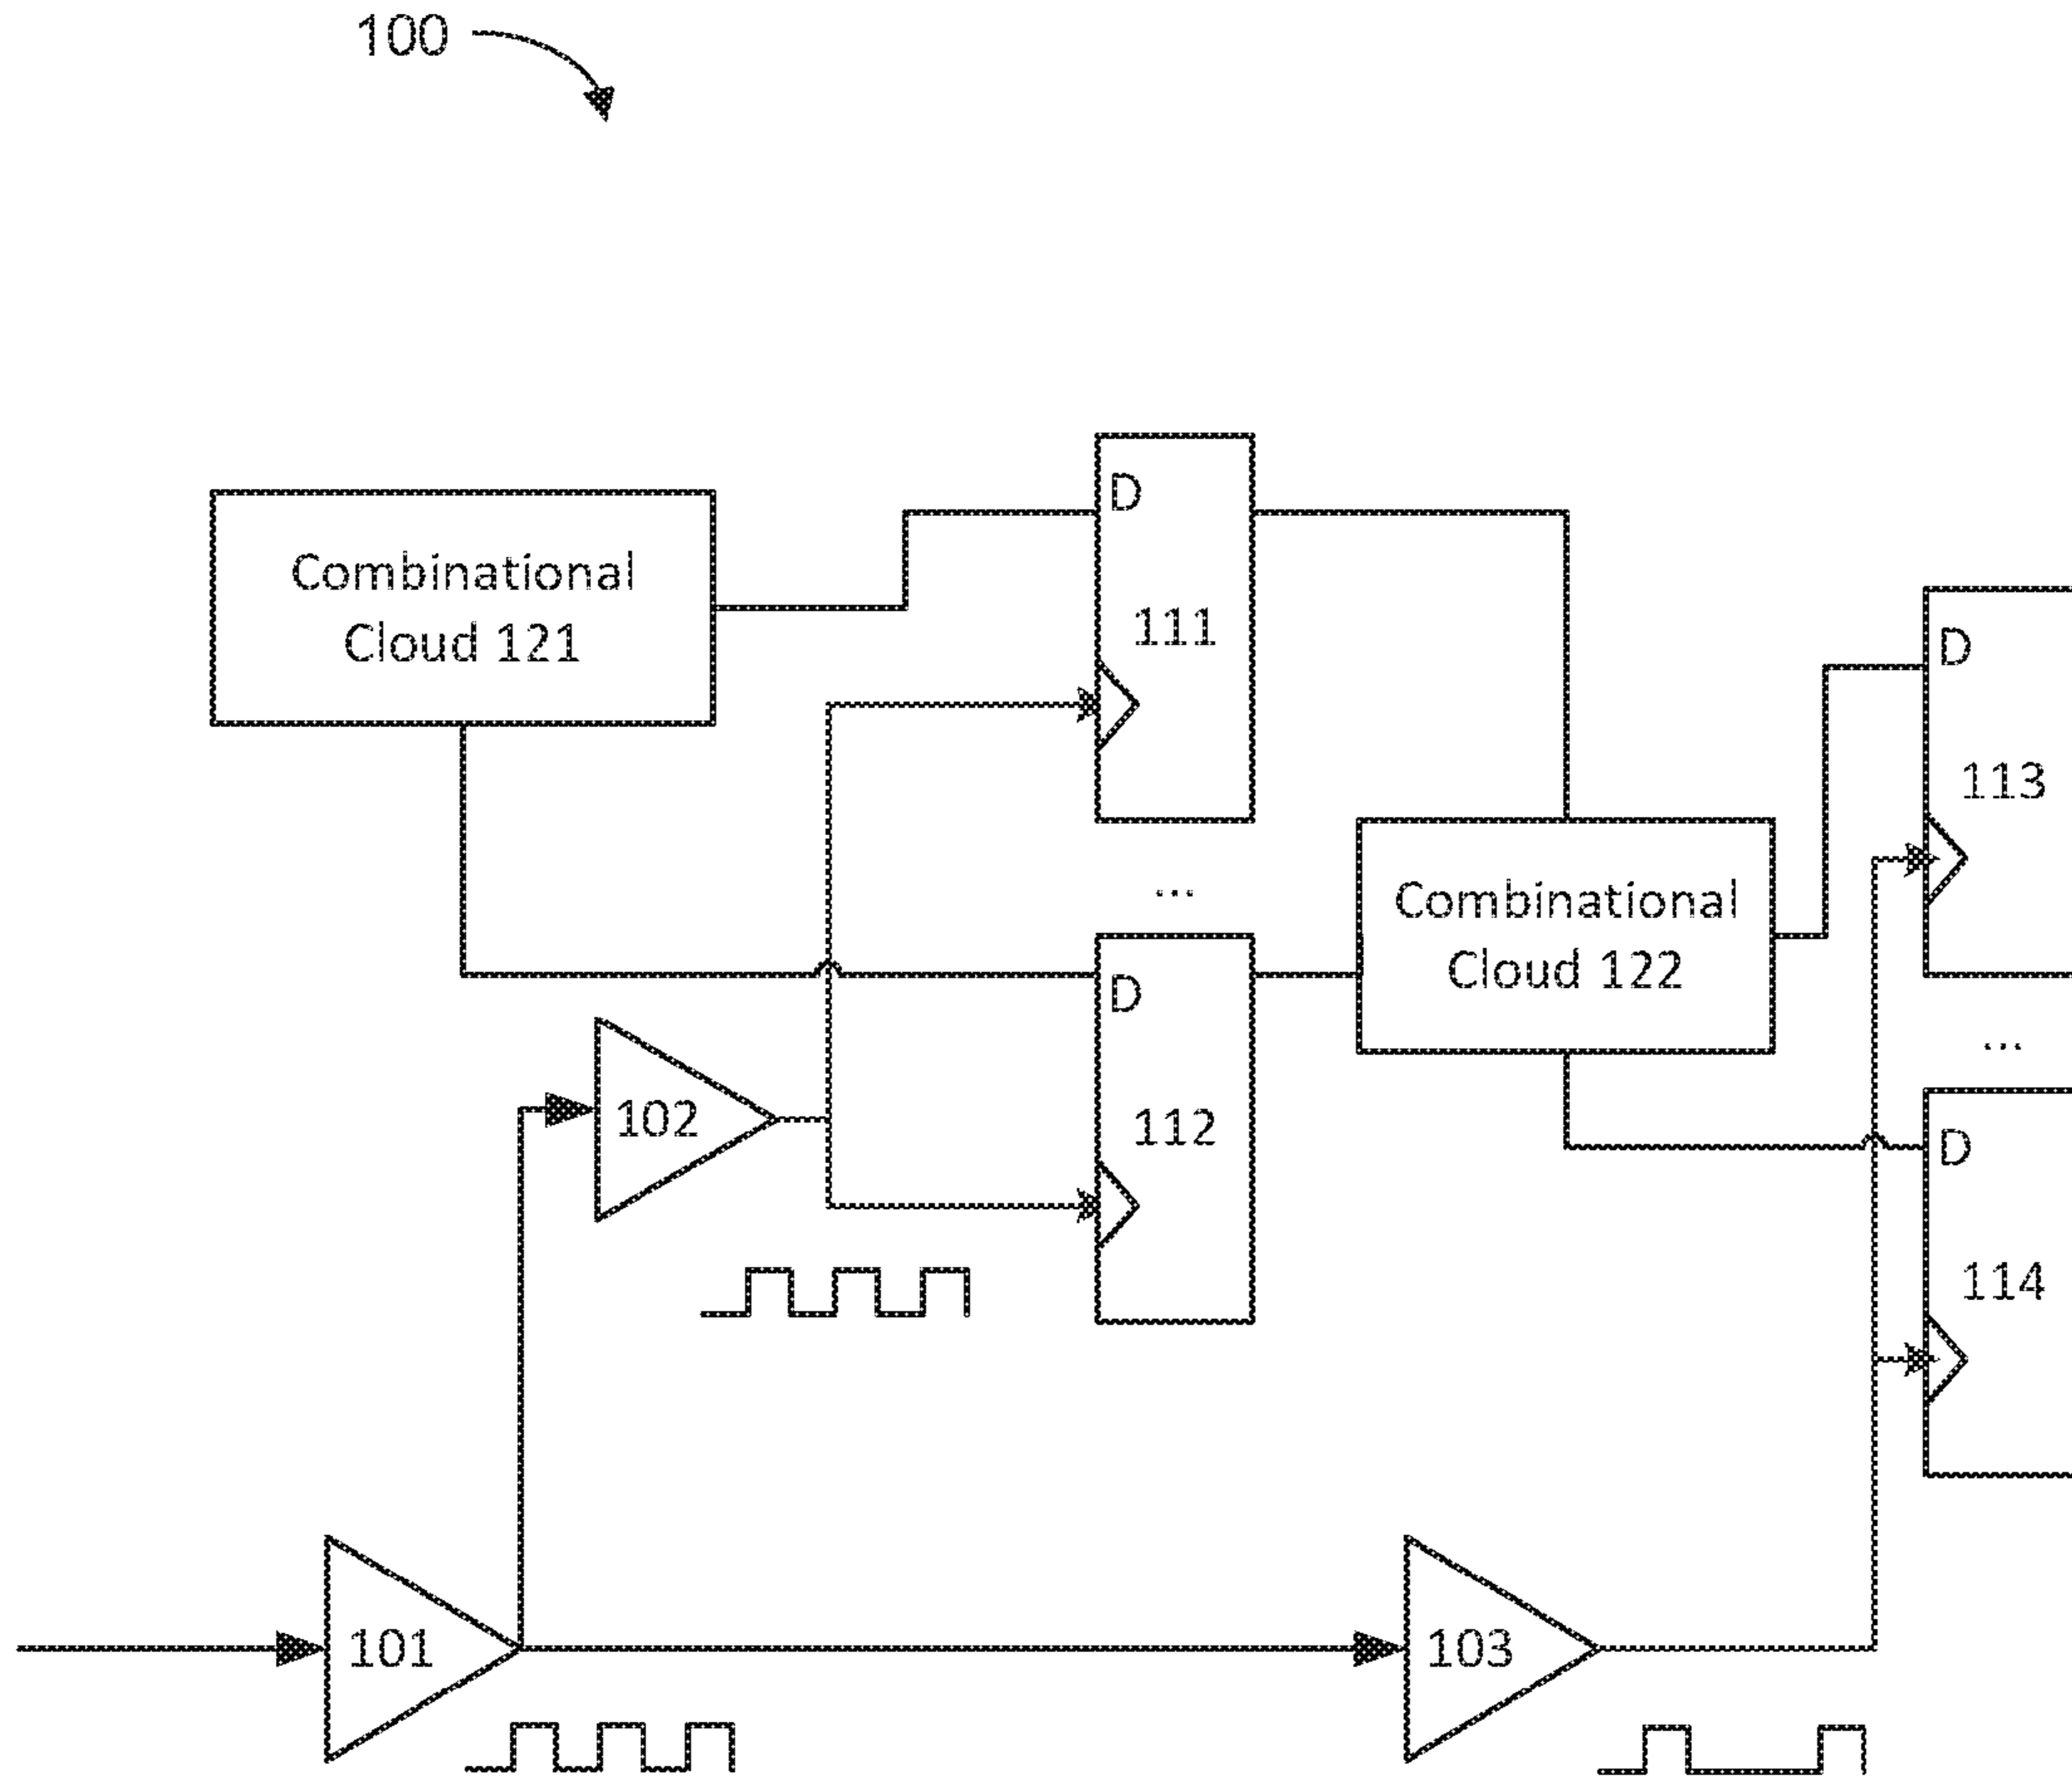 100
D
Combinational
Cloud 121
111
D
113
...
Combinational
Cloud 122
D
...
102
112
D
114
101
103